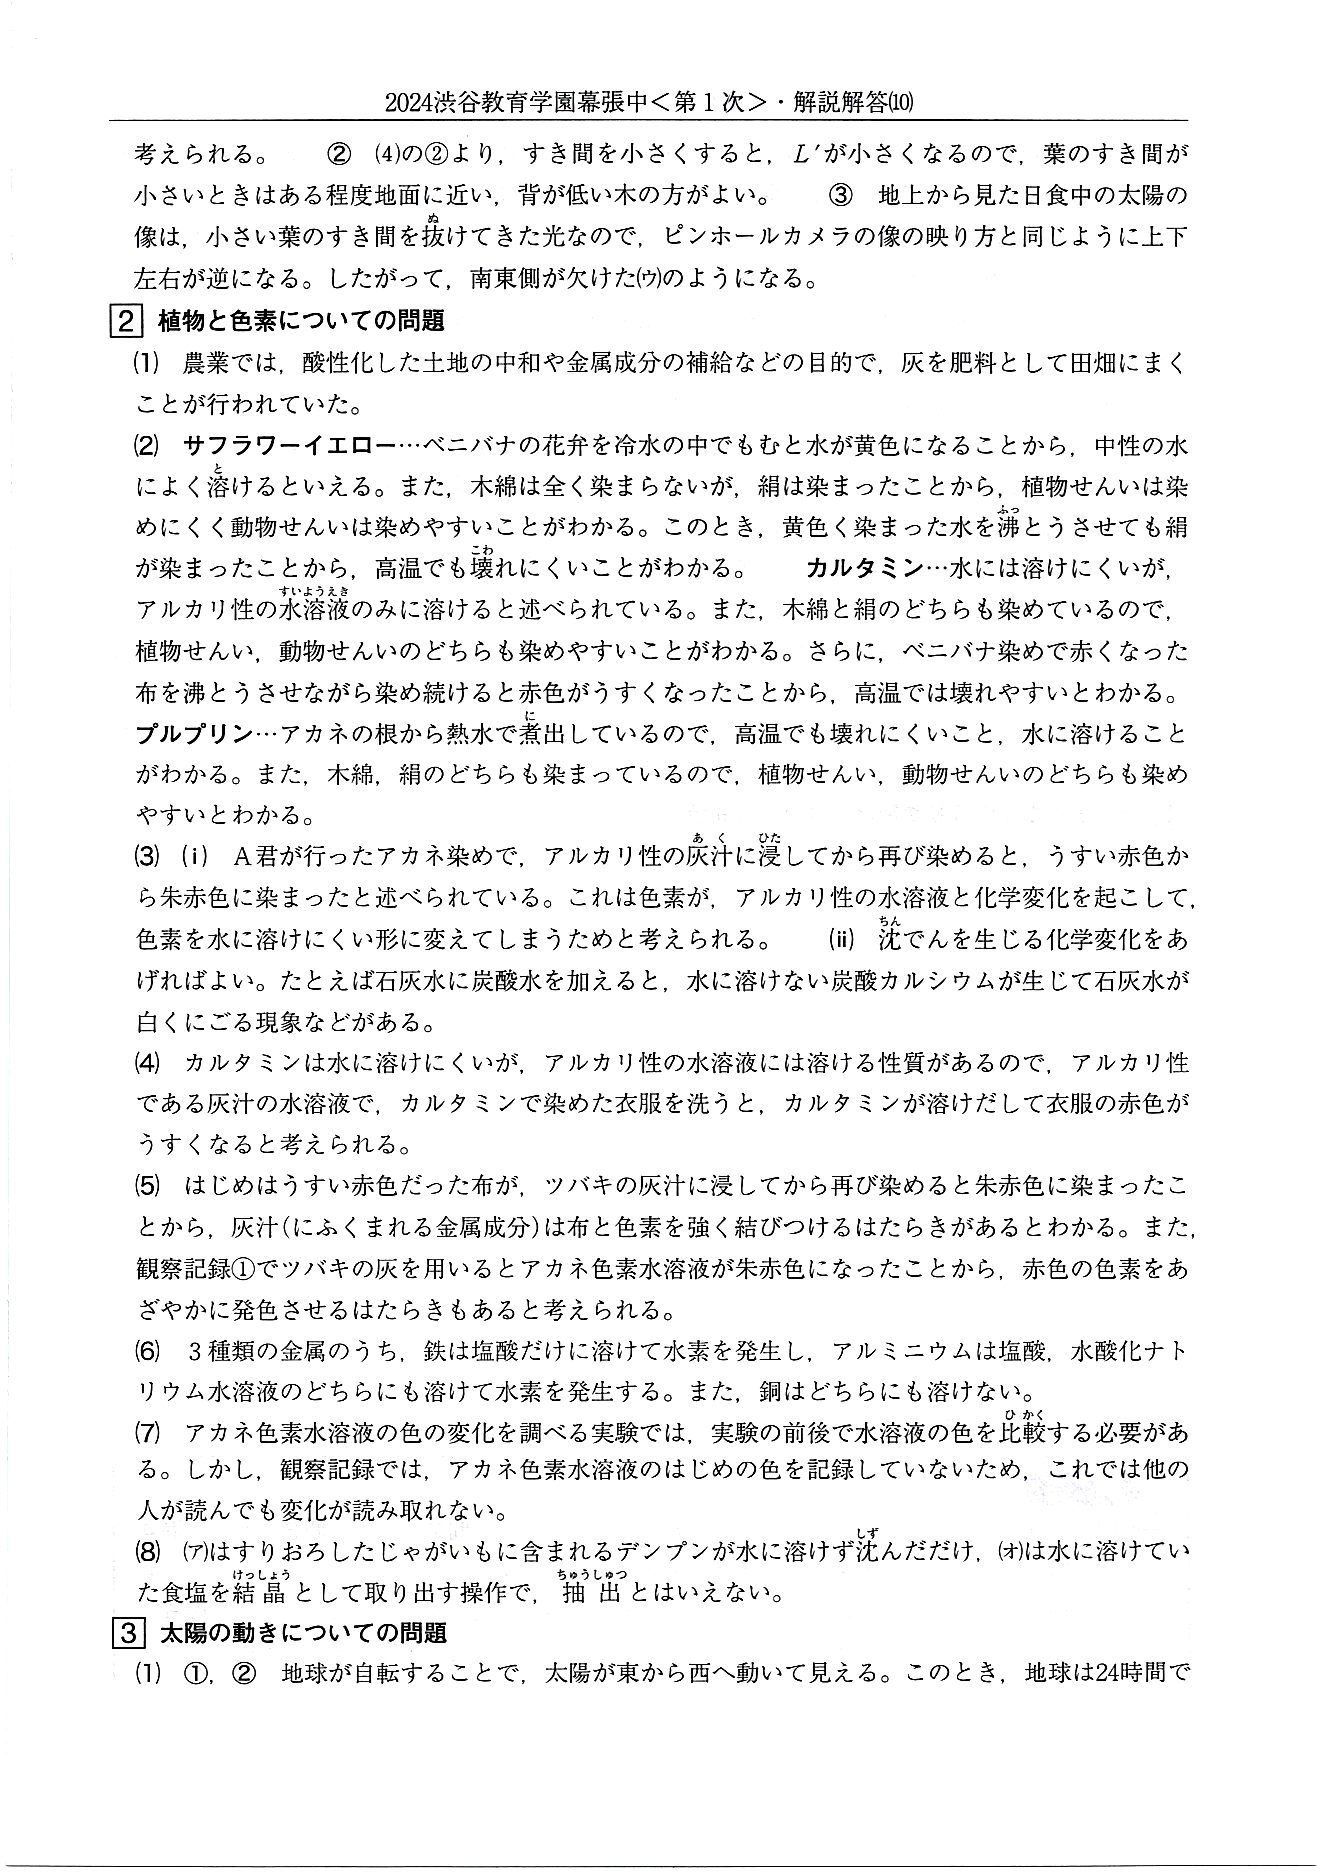 2024渋谷教育学園幕張中＜第１次＞・解説解答⑽
考えられる。　② ⑷の②より，すき間を小さくすると，L′が小さくなるので，葉のすき間が
小さいときはある程度地面に近い，背が低い木の方がよい。　③ 地上から見た日食中の太陽の
像は，小さい葉のすき間を抜けてきた光なので，ピンホールカメラの像の映り方と同じように上下
左右が逆になる。したがって，南東側が欠けた㋒のようになる。
2 植物と色素についての問題
⑴ 農業では，酸性化した土地の中和や金属成分の補給などの目的で，灰を肥料として田畑にまく
ことが行われていた。
⑵ サフラワーイエロー…ベニバナの花弁を冷水の中でもむと水が黄色になることから，中性の水
によく溶けるといえる。また，木綿は全く染まらないが，絹は染まったことから，植物せんいは染
めにくく動物せんいは染めやすいことがわかる。このとき，黄色く染まった水を沸とうさせても絹
が染まったことから，高温でも壊れにくいことがわかる。　カルタミン…水には溶けにくいが，
アルカリ性の水溶液のみに溶けると述べられている。また，木綿と絹のどちらも染めているので，
植物せんい，動物せんいのどちらも染めやすいことがわかる。さらに，ベニバナ染めで赤くなった
布を沸とうさせながら染め続けると赤色がうすくなったことから，高温では壊れやすいとわかる。
プルプリン…アカネの根から熱水で煮出しているので，高温でも壊れにくいこと，水に溶けること
がわかる。また，木綿，絹のどちらも染まっているので，植物せんい，動物せんいのどちらも染め
やすいとわかる。
⑶ (ⅰ) Ａ君が行ったアカネ染めで，アルカリ性の灰汁に浸してから再び染めると，うすい赤色か
ら朱赤色に染まったと述べられている。これは色素が，アルカリ性の水溶液と化学変化を起こして，
色素を水に溶けにくい形に変えてしまうためと考えられる。　(ⅱ) 沈でんを生じる化学変化をあ
げればよい。たとえば石灰水に炭酸水を加えると，水に溶けない炭酸カルシウムが生じて石灰水が
白くにごる現象などがある。
⑷ カルタミンは水に溶けにくいが，アルカリ性の水溶液には溶ける性質があるので，アルカリ性
である灰汁の水溶液で，カルタミンで染めた衣服を洗うと，カルタミンが溶けだして衣服の赤色が
うすくなると考えられる。
⑸ はじめはうすい赤色だった布が，ツバキの灰汁に浸してから再び染めると朱赤色に染まったこ
とから，灰汁(にふくまれる金属成分)は布と色素を強く結びつけるはたらきがあるとわかる。また，
観察記録①でツバキの灰を用いるとアカネ色素水溶液が朱赤色になったことから，赤色の色素をあ
ざやかに発色させるはたらきもあると考えられる。
⑹ ３種類の金属のうち，鉄は塩酸だけに溶けて水素を発生し，アルミニウムは塩酸，水酸化ナト
リウム水溶液のどちらにも溶けて水素を発生する。また，銅はどちらにも溶けない。
⑺ アカネ色素水溶液の色の変化を調べる実験では，実験の前後で水溶液の色を比較する必要があ
る。しかし，観察記録では，アカネ色素水溶液のはじめの色を記録していないため，これでは他の
人が読んでも変化が読み取れない。
⑻ ㋐はすりおろしたじゃがいもに含まれるデンプンが水に溶けず沈んだだけ，㋔は水に溶けてい
た食塩を結晶として取り出す操作で，抽出とはいえない。
3 太陽の動きについての問題
⑴ ①，② 地球が自転することで，太陽が東から西へ動いて見える。このとき，地球は24時間で